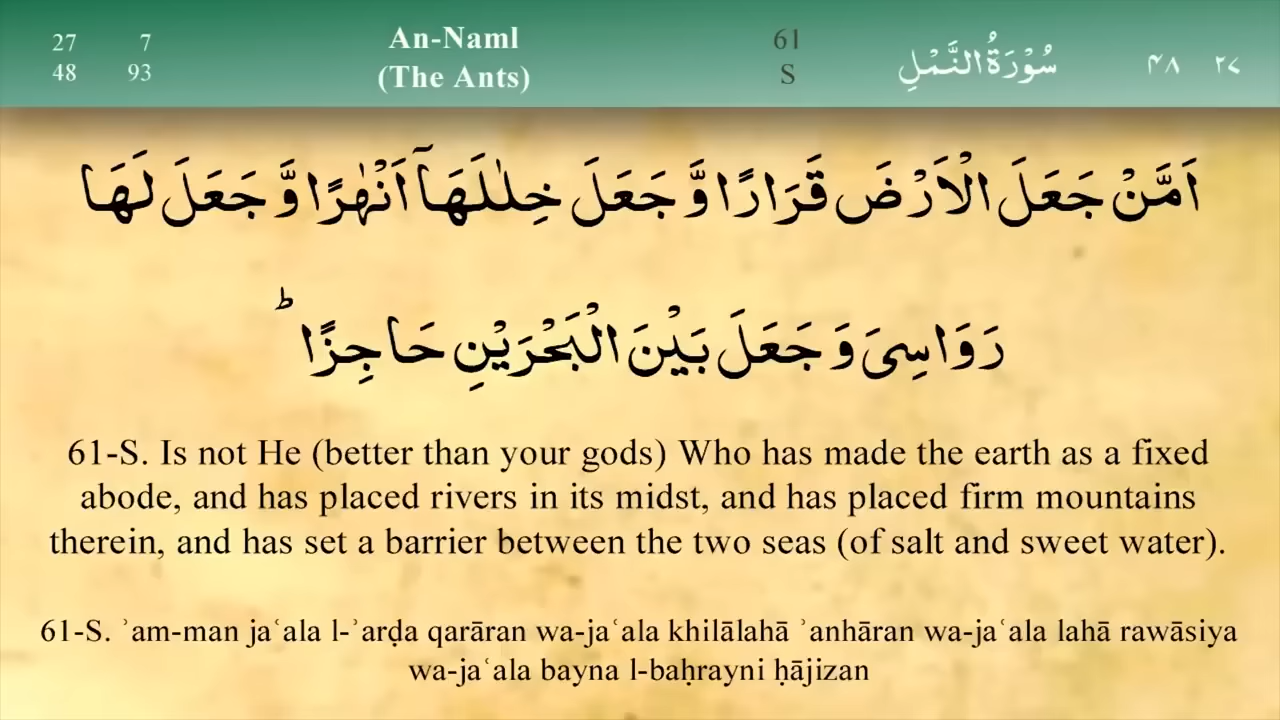 27 7 An-Naml 61 سُوْرَةُ النَّمْلِ ۴۸ ۲۷
48 93 (The Ants) S
اَمَّنْ جَعَلَ الْاَرْضَ قَرَارًا وَّ جَعَلَ خِلٰلَهَاۤ اَنْهٰرًا وَّ جَعَلَ لَهَا
رَوَاسِیَ وَ جَعَلَ بَیْنَ الْبَحْرَیْنِ حَاجِزًا ؕ
61-S. Is not He (better than your gods) Who has made the earth as a fixed
abode, and has placed rivers in its midst, and has placed firm mountains
therein, and has set a barrier between the two seas (of salt and sweet water).
61-S. ʾam-man jaʿala l-ʾarḍa qarāran wa-jaʿala khilālahā ʾanhāran wa-jaʿala lahā rawāsiya
wa-jaʿala bayna l-baḥrayni ḥājizan